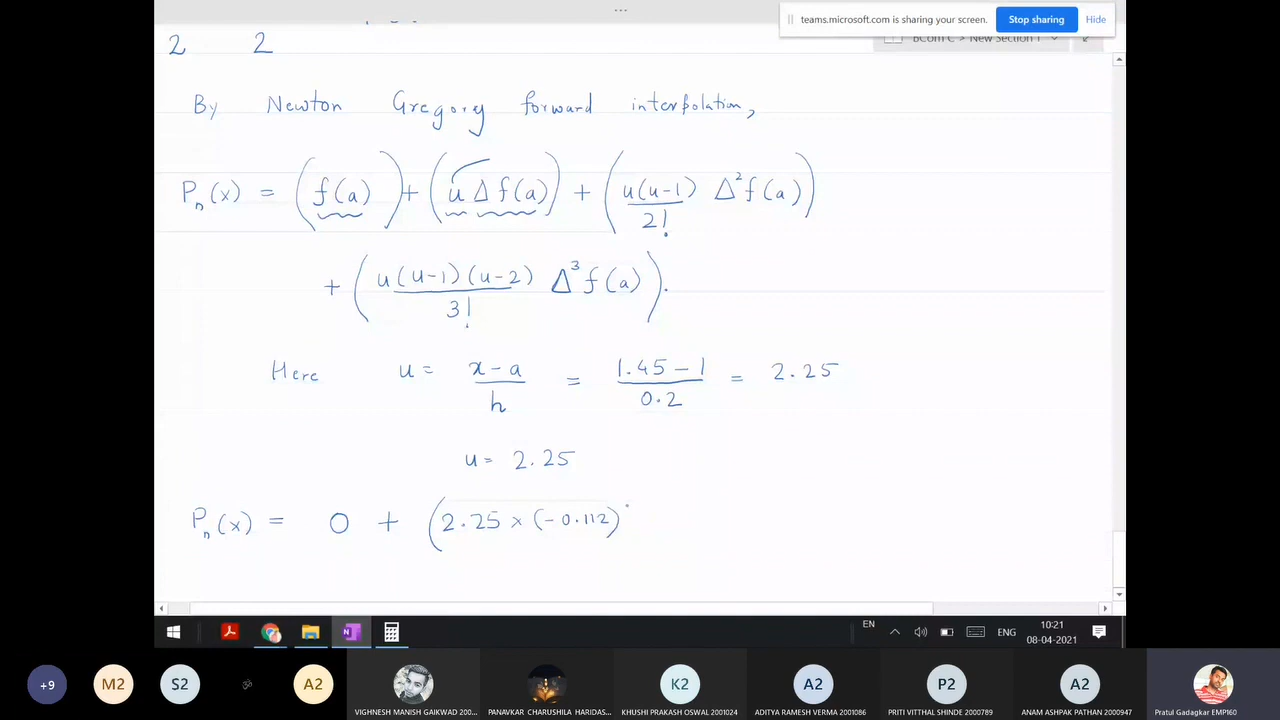 teams.microsoft.com is sharing your screen. Stop sharing Hide
BCom C > New Section 1
2 2
By Newton Gregory forward interpolation,
Pₙ(x) = (f(a)) + (u Δ f(a)) + (u(u-1)/2! Δ²f(a))
+ (u(u-1)(u-2)/3! Δ³f(a)).
Here u = x-a/h = 1.45-1/0.2 = 2.25
u = 2.25
Pₙ(x) = 0 + (2.25 × (-0.112)
EN ENG 10:21
08-04-2021
+9 M2 S2 ॐ A2 K2 A2 P2 A2
VIGHNESH MANISH GAIKWAD 200... PANAVKAR CHARUSHILA HARIDAS... KHUSHI PRAKASH OSWAL 2001024 ADITYA RAMESH VERMA 2001086 PRITI VITTHAL SHINDE 2000789 ANAM ASHPAK PATHAN 2000947 Pratul Gadagkar EMP160